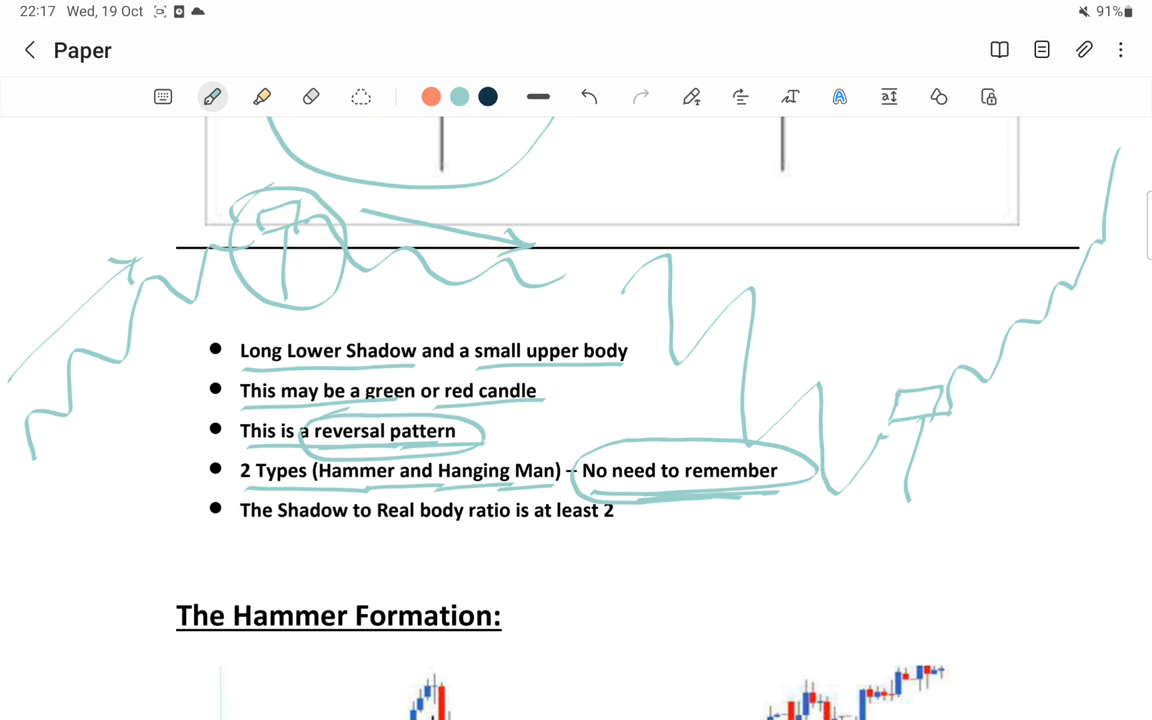 22:17 Wed, 19 Oct 91%
Paper
Long Lower Shadow and a small upper body
This may be a green or red candle
This is a reversal pattern
2 Types (Hammer and Hanging Man) – No need to remember
The Shadow to Real body ratio is at least 2
The Hammer Formation: